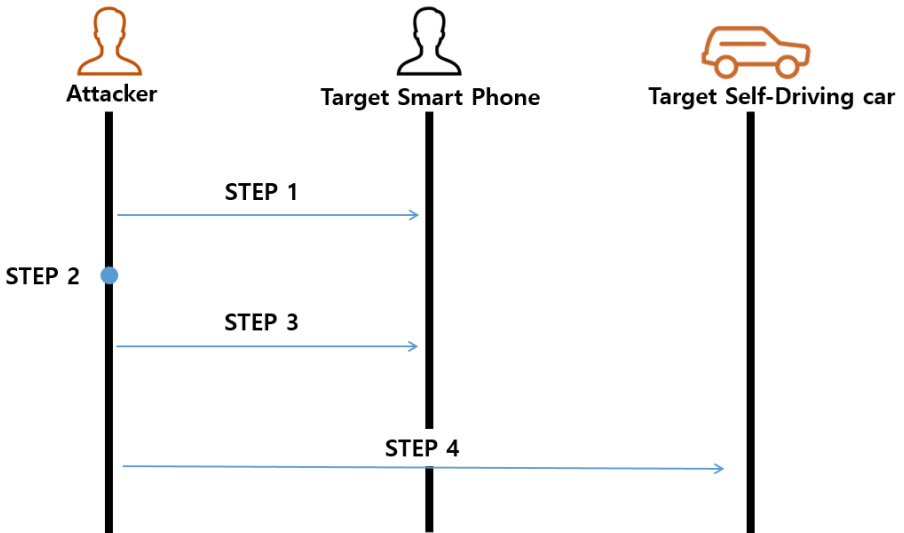 Attacker
Target Smart Phone
Target Self-Driving car
STEP 1
STEP 2
STEP 3
STEP 4